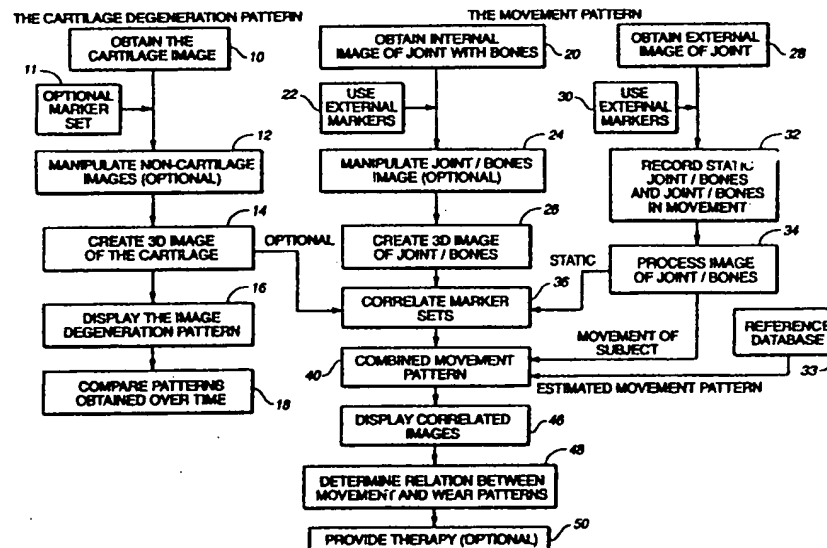 THE CARTILAGE DEGENERATION PATTERN
OBTAIN THE
CARTILAGE IMAGE
10
11
OPTIONAL
MARKER
SET
12
MANIPULATE NON-CARTILAGE
IMAGES (OPTIONAL)
14
CREATE 3D IMAGE
OF THE CARTILAGE
OPTIONAL
16
DISPLAY THE IMAGE
DEGENERATION PATTERN
COMPARE PATTERNS
OBTAINED OVER TIME
18
THE MOVEMENT PATTERN
OBTAIN INTERNAL
IMAGE OF JOINT WITH BONES
20
22
USE
EXTERNAL
MARKERS
24
MANIPULATE JOINT / BONES
IMAGE (OPTIONAL)
26
CREATE 3D IMAGE
OF JOINT / BONES
STATIC
CORRELATE MARKER
SETS
36
40
COMBINED MOVEMENT
PATTERN
DISPLAY CORRELATED
IMAGES
46
48
DETERMINE RELATION BETWEEN
MOVEMENT AND WEAR PATTERNS
PROVIDE THERAPY (OPTIONAL)
50
OBTAIN EXTERNAL
IMAGE OF JOINT
28
30
USE
EXTERNAL
MARKERS
32
RECORD STATIC
JOINT / BONES
AND JOINT / BONES
IN MOVEMENT
34
PROCESS IMAGE
OF JOINT / BONES
MOVEMENT OF
SUBJECT
REFERENCE
DATABASE
33
ESTIMATED MOVEMENT PATTERN